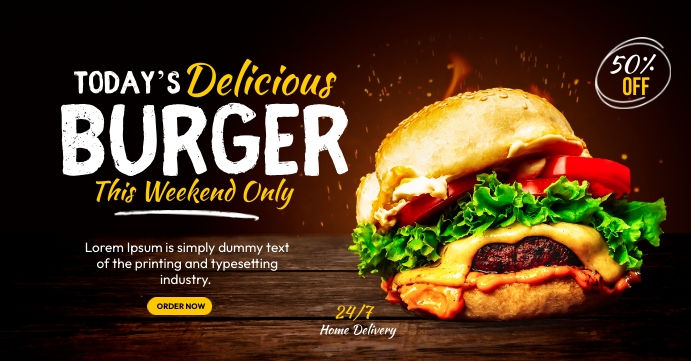 TODAY'S Delicious
BURGER
This Weekend Only
Lorem Ipsum is simply dummy text
of the printing and typesetting
industry.
ORDER NOW
50%
OFF
24/7
Home Delivery